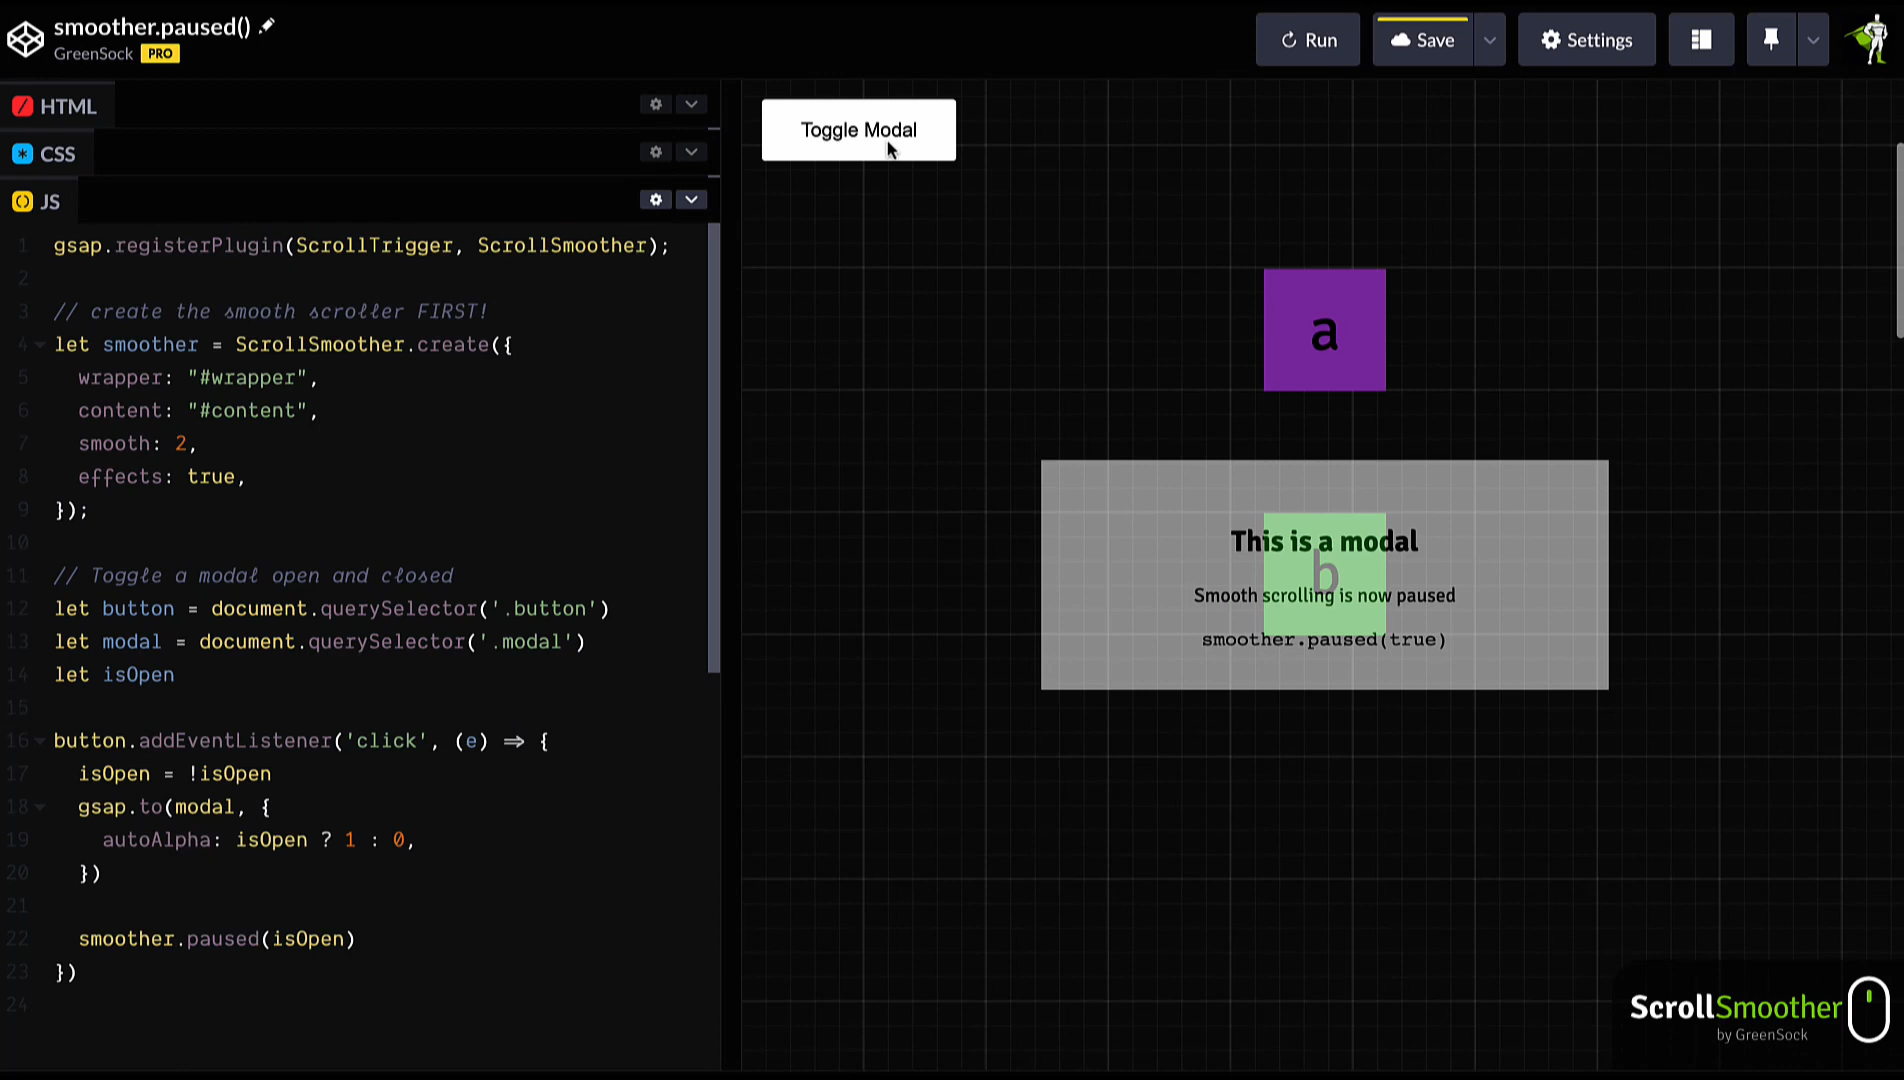 smoother.paused()
GreenSock PRO
Run
Save
Settings
HTML
CSS
JS
1 gsap.registerPlugin(ScrollTrigger, ScrollSmoother);
2
3 // create the smooth scroller FIRST!
4 let smoother = ScrollSmoother.create({
5 wrapper: "#wrapper",
6 content: "#content",
7 smooth: 2,
8 effects: true,
9 });
10
11 // Toggle a modal open and closed
12 let button = document.querySelector('.button')
13 let modal = document.querySelector('.modal')
14 let isOpen
15
16 button.addEventListener('click', (e) => {
17 isOpen = !isOpen
18 gsap.to(modal, {
19 autoAlpha: isOpen ? 1 : 0,
20 })
21
22 smoother.paused(isOpen)
23 })
24
Toggle Modal
a
This is a modal
b
Smooth scrolling is now paused
smoother.paused(true)
ScrollSmoother
by GreenSock